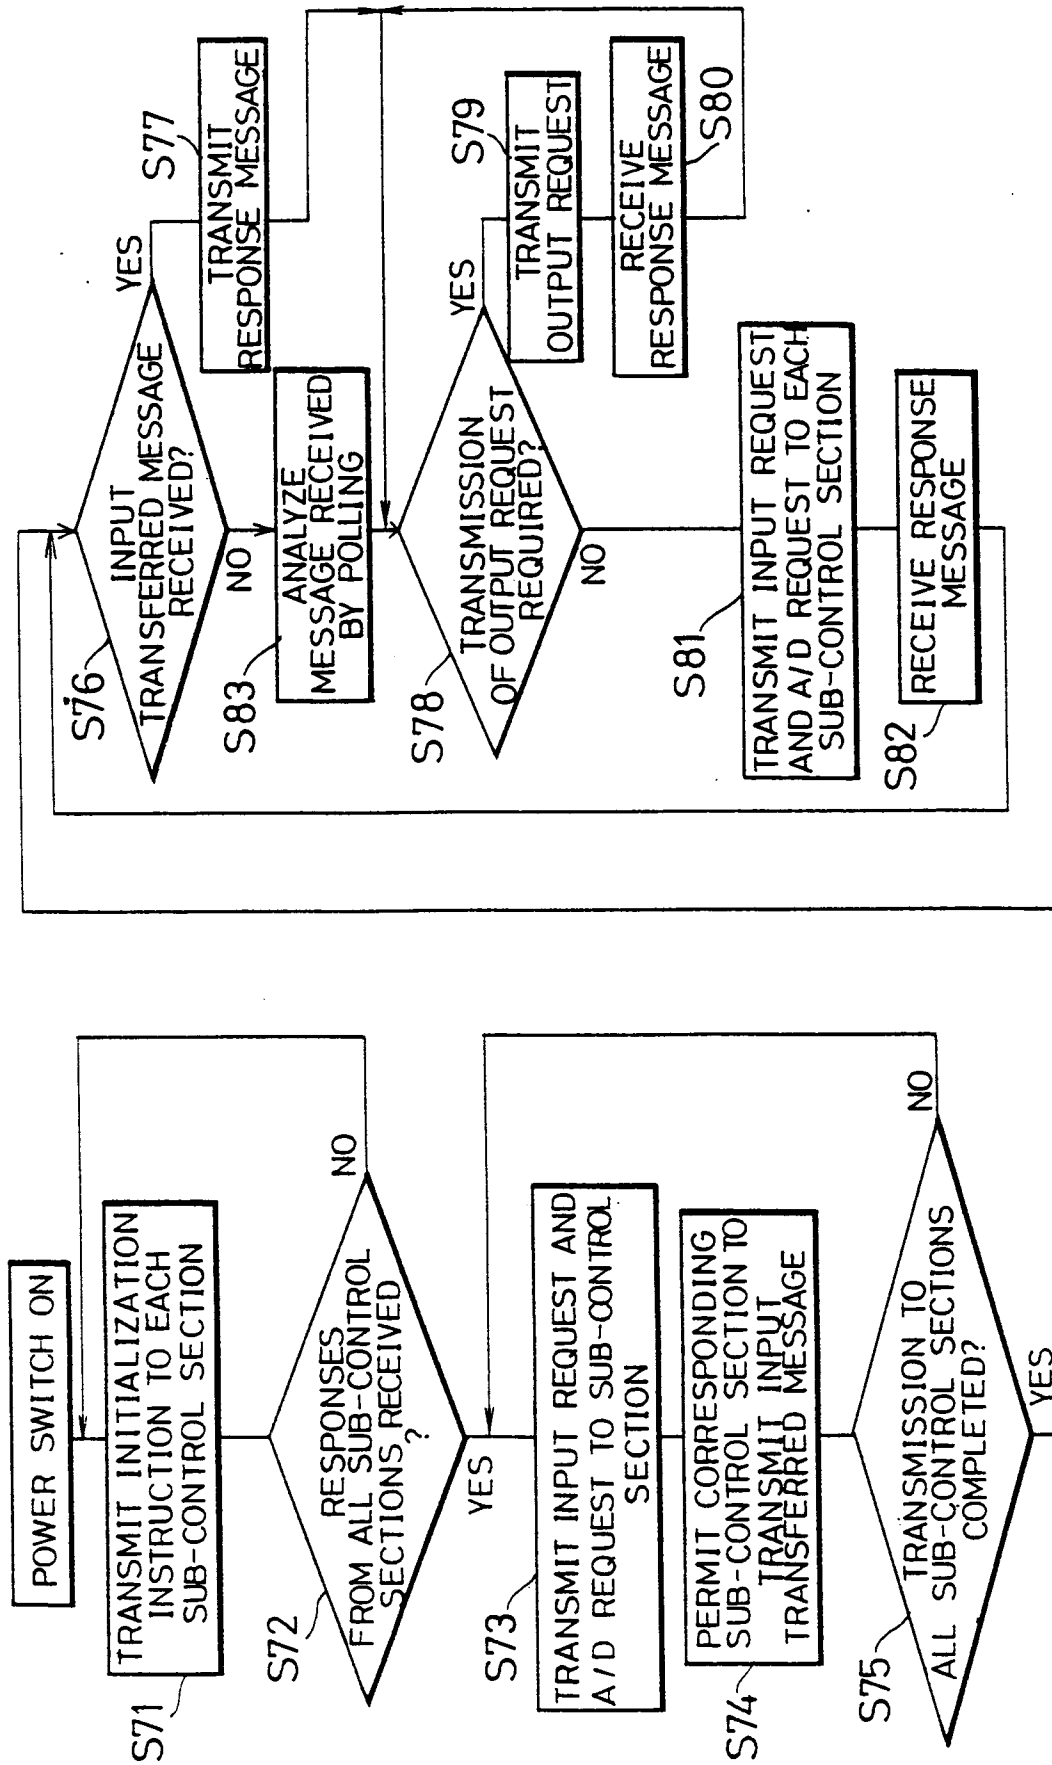 POWER SWITCH ON
S71
TRANSMIT INITIALIZATION
INSTRUCTION TO EACH
SUB-CONTROL SECTION
S72
RESPONSES
FROM ALL SUB-CONTROL
SECTIONS RECEIVED
?
NO
YES
S73
TRANSMIT INPUT REQUEST AND
A/D REQUEST TO SUB-CONTROL
SECTION
S74
PERMIT CORRESPONDING
SUB-CONTROL SECTION TO
TRANSMIT INPUT
TRANSFERRED MESSAGE
S75
TRANSMISSION TO
ALL SUB-CONTROL SECTIONS
COMPLETED?
NO
YES
S76
INPUT
TRANSFERRED MESSAGE
RECEIVED?
YES
NO
S77
TRANSMIT
RESPONSE MESSAGE
S83
ANALYZE
MESSAGE RECEIVED
BY POLLING
S78
TRANSMISSION
OF OUTPUT REQUEST
REQUIRED?
YES
NO
S79
TRANSMIT
OUTPUT REQUEST
RECEIVE
RESPONSE MESSAGE
S80
S81
TRANSMIT INPUT REQUEST
AND A/D REQUEST TO EACH
SUB-CONTROL SECTION
S82
RECEIVE RESPONSE
MESSAGE